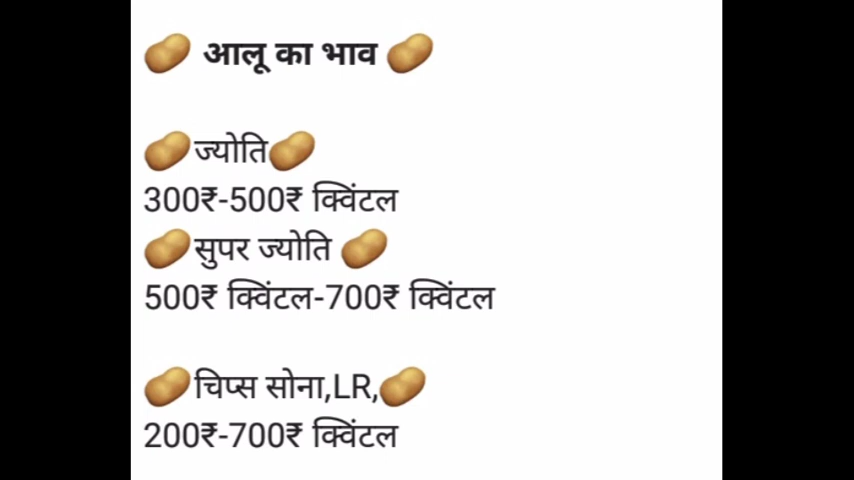 🥔 आलू का भाव 🥔
🥔ज्योति🥔
300₹-500₹ क्विंटल
🥔सुपर ज्योति 🥔
500₹ क्विंटल-700₹ क्विंटल
🥔चिप्स सोना,LR,🥔
200₹-700₹ क्विंटल